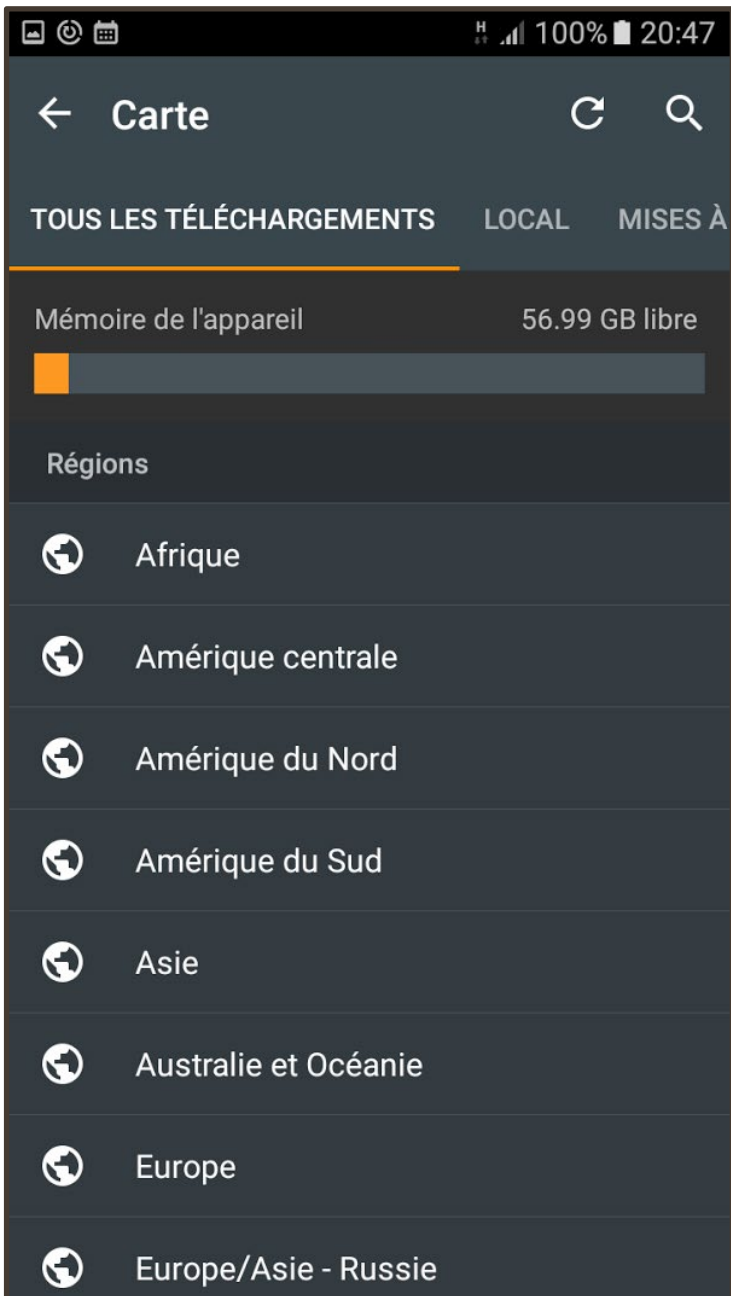 H 100% 20:47
Carte
TOUS LES TÉLÉCHARGEMENTS LOCAL MISES À
Mémoire de l'appareil 56.99 GB libre
Régions
Afrique
Amérique centrale
Amérique du Nord
Amérique du Sud
Asie
Australie et Océanie
Europe
Europe/Asie - Russie